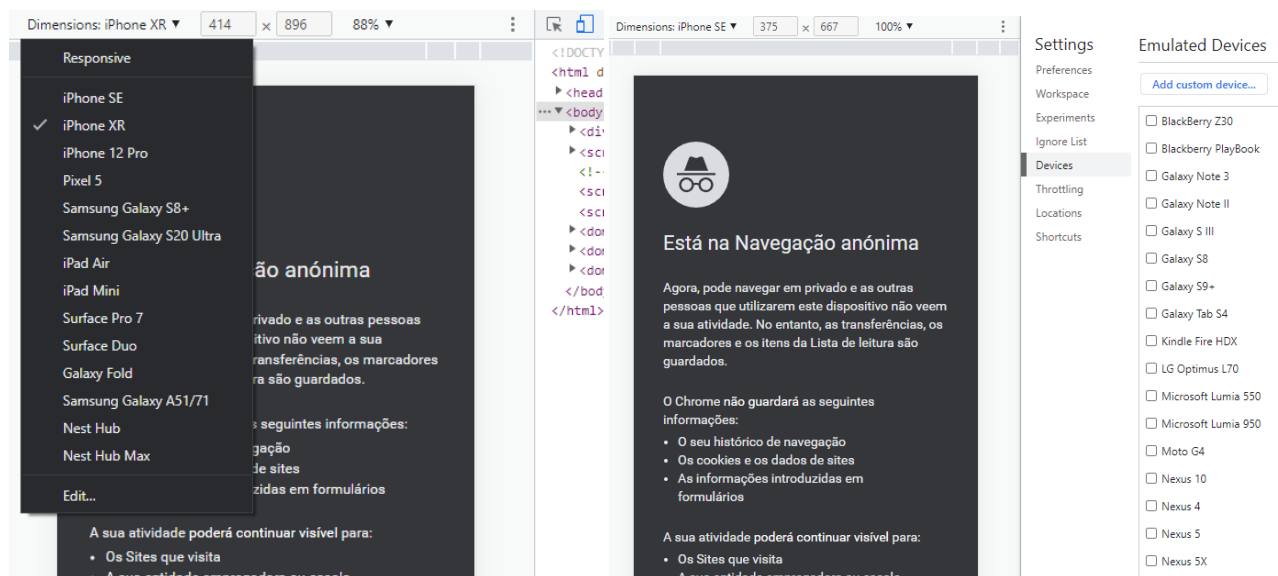 Dimensions: iPhone XR ▼ 414 × 896 88% ▼
Responsive
iPhone SE
iPhone XR
iPhone 12 Pro
Pixel 5
Samsung Galaxy S8+
Samsung Galaxy S20 Ultra
iPad Air
iPad Mini
Surface Pro 7
Surface Duo
Galaxy Fold
Samsung Galaxy A51/71
Nest Hub
Nest Hub Max
Edit...
ão anónima
rivado e as outras pessoas
itivo não veem a sua
ransferências, os marcadores
ra são guardados.
s seguintes informações:
gação
de sites
zidas em formulários
A sua atividade poderá continuar visível para:
• Os Sites que visita
<!DOCTY
<html d
<head
<body
<div
<scr
<!--
<scr
<scr
<dom
<dom
<dom
</body
</html>
Dimensions: iPhone SE ▼ 375 × 667 100% ▼
Está na Navegação anónima
Agora, pode navegar em privado e as outras
pessoas que utilizarem este dispositivo não veem
a sua atividade. No entanto, as transferências, os
marcadores e os itens da Lista de leitura são
guardados.
O Chrome não guardará as seguintes
informações:
• O seu histórico de navegação
• Os cookies e os dados de sites
• As informações introduzidas em
formulários
A sua atividade poderá continuar visível para:
• Os Sites que visita
Settings
Preferences
Workspace
Experiments
Ignore List
Devices
Throttling
Locations
Shortcuts
Emulated Devices
Add custom device...
BlackBerry Z30
Blackberry PlayBook
Galaxy Note 3
Galaxy Note II
Galaxy S III
Galaxy S8
Galaxy S9+
Galaxy Tab S4
Kindle Fire HDX
LG Optimus L70
Microsoft Lumia 550
Microsoft Lumia 950
Moto G4
Nexus 10
Nexus 4
Nexus 5
Nexus 5X